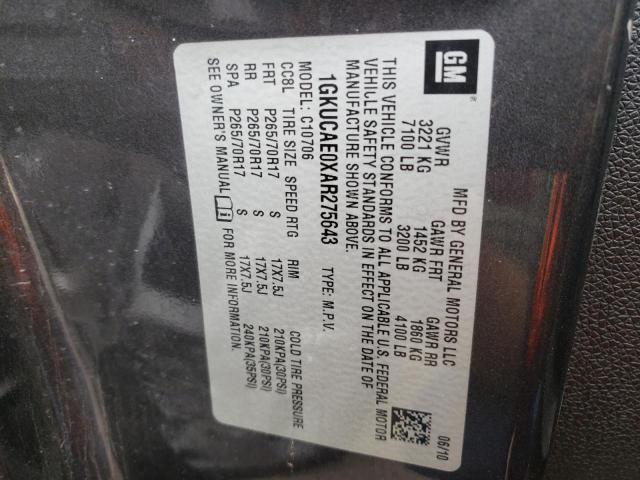 GM
®
MFD BY GENERAL MOTORS LLC
06/10
GVWR GAWR FRT GAWR RR
3221 KG 1452 KG 1860 KG
7100 LB 3200 LB 4100 LB
THIS VEHICLE CONFORMS TO ALL APPLICABLE U.S. FEDERAL MOTOR
VEHICLE SAFETY STANDARDS IN EFFECT ON THE DATE OF
MANUFACTURE SHOWN ABOVE.
1GKUCAE0XAR275643 TYPE: M.P.V.
MODEL: C10706
CC8L TIRE SIZE SPEED RTG RIM COLD TIRE PRESSURE
FRT P265/70R17 S 17X7.5J 210KPA(30PSI)
RR P265/70R17 S 17X7.5J 210KPA(30PSI)
SPA P265/70R17 S 17X7.5J 240KPA(35PSI)
SEE OWNER'S MANUAL i FOR MORE INFORMATION.